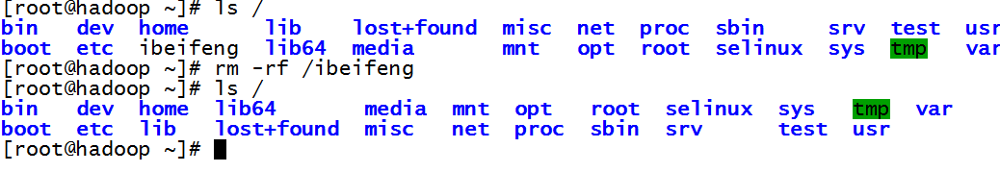 [root@hadoop ~]# ls /
bin dev home lib lost+found misc net proc sbin srv test usr
boot etc ibeifeng lib64 media mnt opt root selinux sys tmp var
[root@hadoop ~]# rm -rf /ibeifeng
[root@hadoop ~]# ls /
bin dev home lib64 media mnt opt root selinux sys tmp var
boot etc lib lost+found misc net proc sbin srv test usr
[root@hadoop ~]#